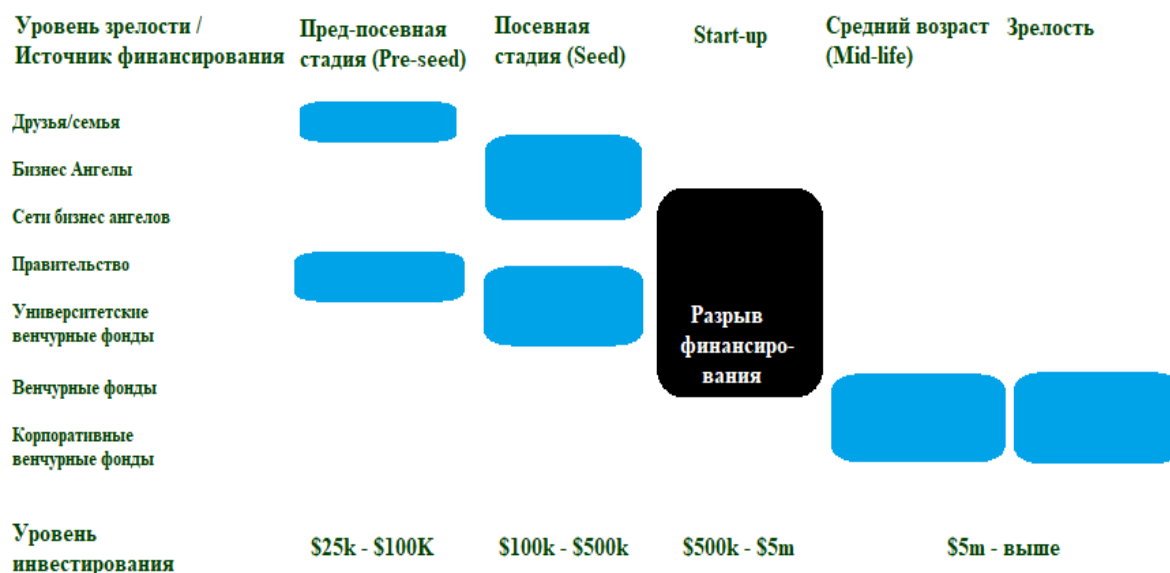 Уровень зрелости /
Источник финансирования
Пред-посевная
стадия (Pre-seed)
Посевная
стадия (Seed)
Start-up
Средний возраст
(Mid-life)
Зрелость
Друзья/семья
Бизнес Ангелы
Сети бизнес ангелов
Правительство
Университетские
венчурные фонды
Венчурные фонды
Корпоративные
венчурные фонды
Разрыв
финансиро-
вания
Уровень
инвестирования
$25k - $100K
$100k - $500k
$500k - $5m
$5m - выше